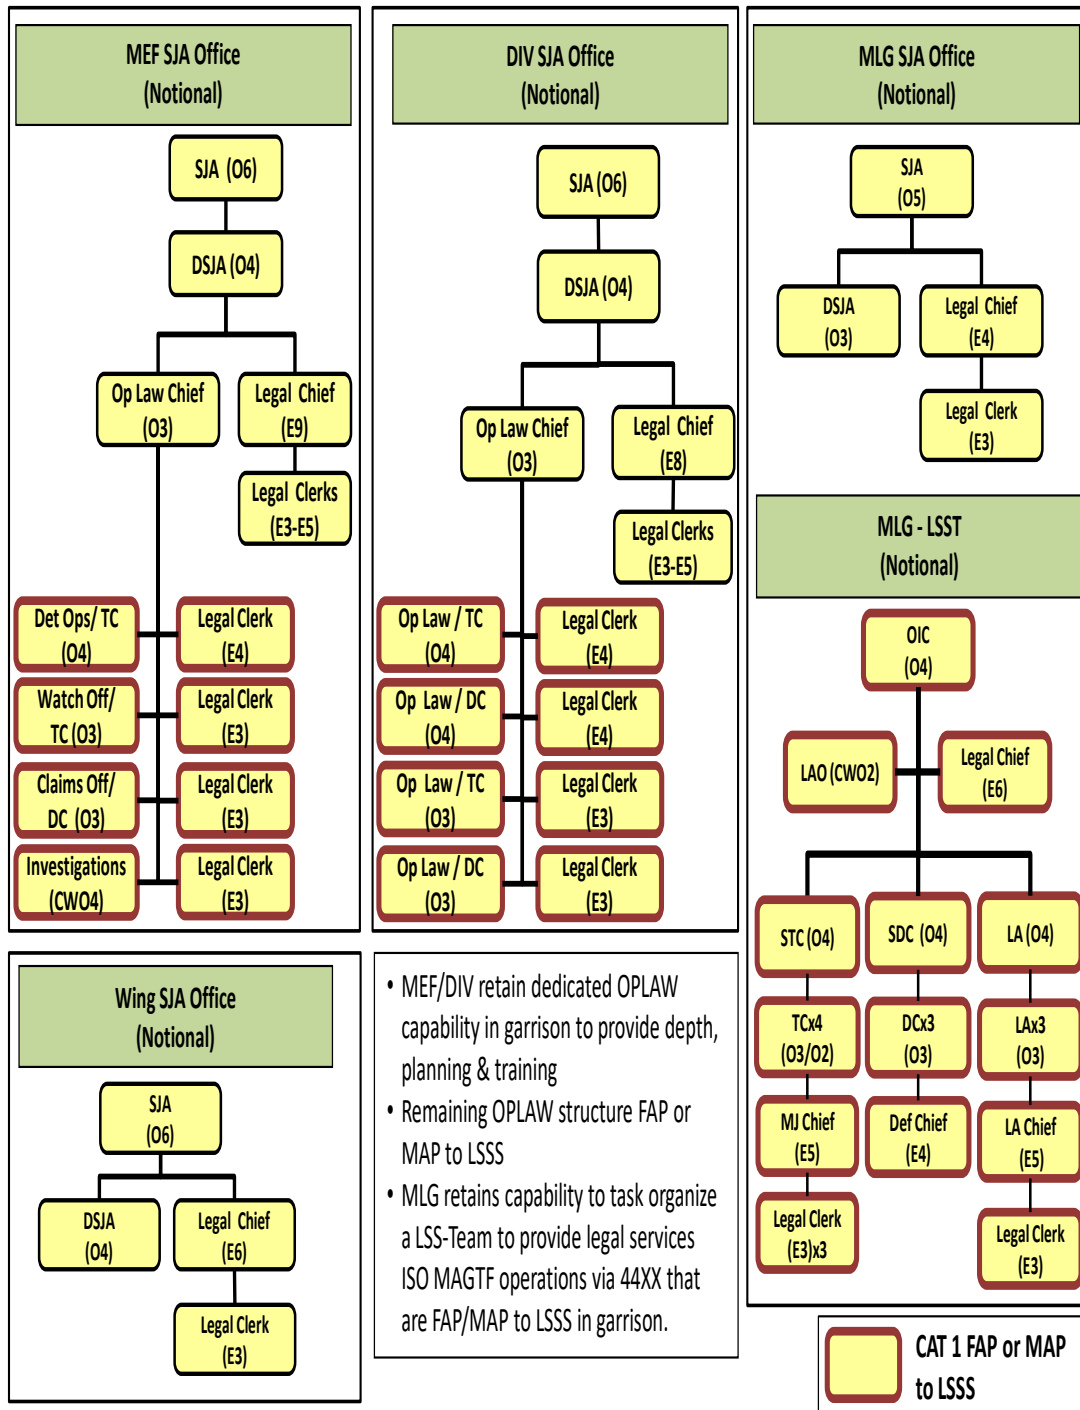 MEF SJA Office
(Notional)
SJA (O6)
DSJA (O4)
Op Law Chief
(O3)
Legal Chief
(E9)
Legal Clerks
(E3-E5)
Det Ops/ TC
(O4)
Legal Clerk
(E4)
Watch Off/
TC (O3)
Legal Clerk
(E3)
Claims Off/
DC (O3)
Legal Clerk
(E3)
Investigations
(CWO4)
Legal Clerk
(E3)
DIV SJA Office
(Notional)
SJA (O6)
DSJA (O4)
Op Law Chief
(O3)
Legal Chief
(E8)
Legal Clerks
(E3-E5)
Op Law / TC
(O4)
Legal Clerk
(E4)
Op Law / DC
(O4)
Legal Clerk
(E4)
Op Law / TC
(O3)
Legal Clerk
(E3)
Op Law / DC
(O3)
Legal Clerk
(E3)
MLG SJA Office
(Notional)
SJA
(O5)
DSJA
(O3)
Legal Chief
(E4)
Legal Clerk
(E3)
MLG - LSST
(Notional)
OIC
(O4)
LAO (CWO2)
Legal Chief
(E6)
STC (O4)
SDC (O4)
LA (O4)
TCx4
(O3/O2)
DCx3
(O3)
LAx3
(O3)
MJ Chief
(E5)
Def Chief
(E4)
LA Chief
(E5)
Legal Clerk
(E3)x3
Legal Clerk
(E3)
Wing SJA Office
(Notional)
SJA
(O6)
DSJA
(O4)
Legal Chief
(E6)
Legal Clerk
(E3)
• MEF/DIV retain dedicated OPLAW
capability in garrison to provide depth,
planning & training
• Remaining OPLAW structure FAP or
MAP to LSSS
• MLG retains capability to task organize
a LSS-Team to provide legal services
ISO MAGTF operations via 44XX that
are FAP/MAP to LSSS in garrison.
CAT 1 FAP or MAP
to LSSS